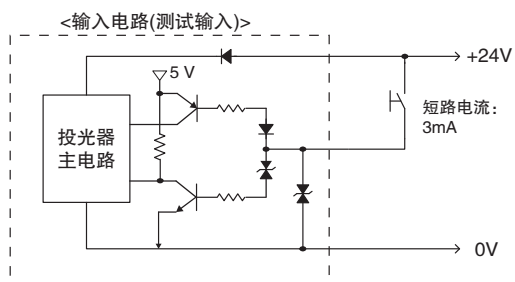 <输入电路(测试输入)>
+24V
5 V
投光器
主电路
短路电流：
3mA
0V